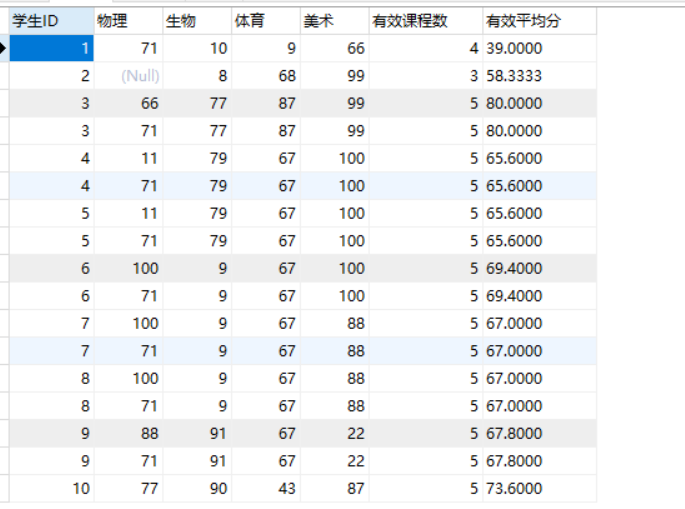 学生ID 物理 生物 体育 美术 有效课程数 有效平均分
1 71 10 9 66 4 39.0000
2 (Null) 8 68 99 3 58.3333
3 66 77 87 99 5 80.0000
3 71 77 87 99 5 80.0000
4 11 79 67 100 5 65.6000
4 71 79 67 100 5 65.6000
5 11 79 67 100 5 65.6000
5 71 79 67 100 5 65.6000
6 100 9 67 100 5 69.4000
6 71 9 67 100 5 69.4000
7 100 9 67 88 5 67.0000
7 71 9 67 88 5 67.0000
8 100 9 67 88 5 67.0000
8 71 9 67 88 5 67.0000
9 88 91 67 22 5 67.8000
9 71 91 67 22 5 67.8000
10 77 90 43 87 5 73.6000